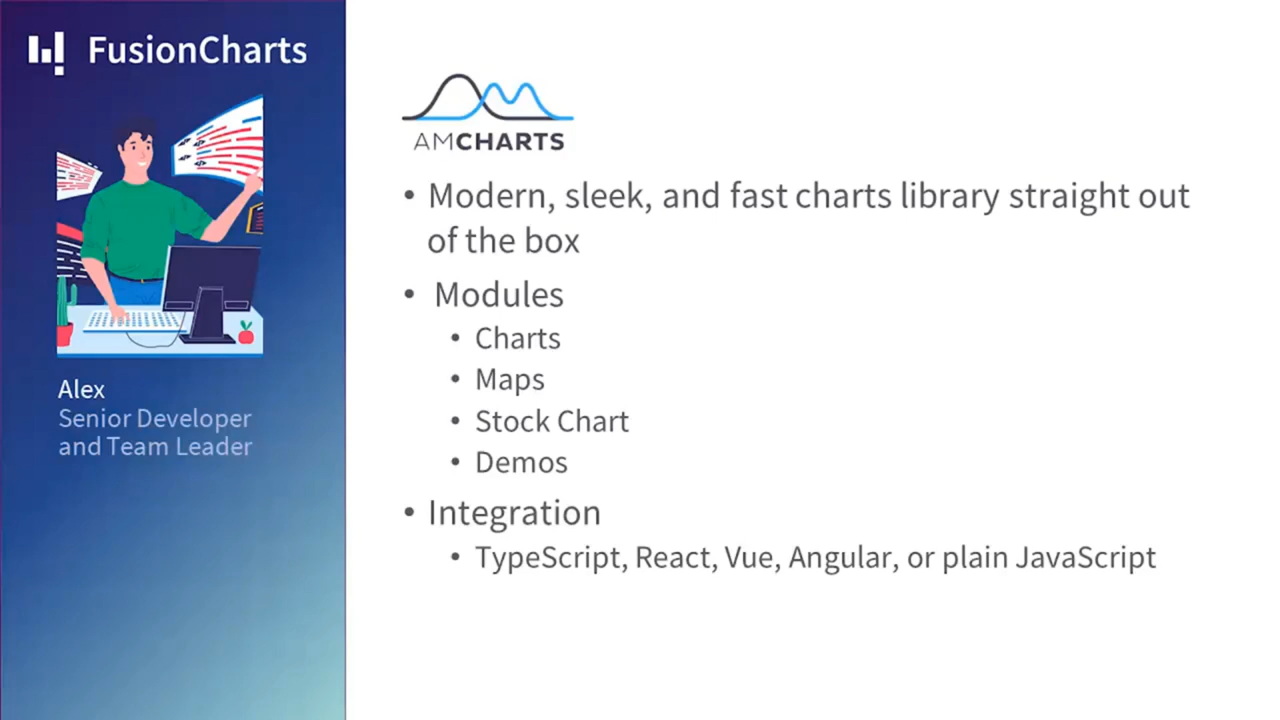 FusionCharts
Alex
Senior Developer
and Team Leader
AMCHARTS
• Modern, sleek, and fast charts library straight out
of the box
• Modules
• Charts
• Maps
• Stock Chart
• Demos
• Integration
• TypeScript, React, Vue, Angular, or plain JavaScript